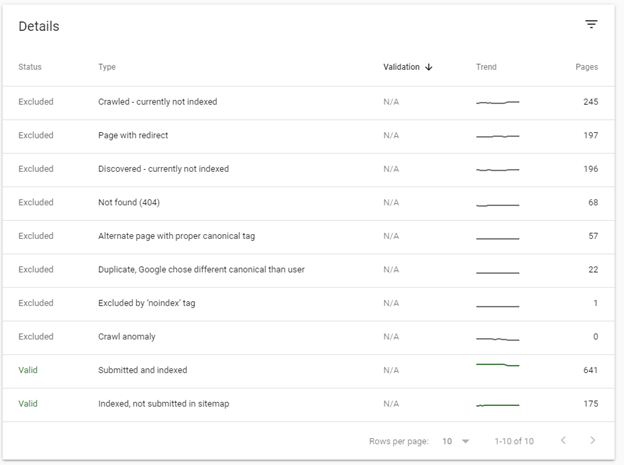 Details
Status Type Validation Trend Pages
Excluded Crawled - currently not indexed N/A 245
Excluded Page with redirect N/A 197
Excluded Discovered - currently not indexed N/A 196
Excluded Not found (404) N/A 68
Excluded Alternate page with proper canonical tag N/A 57
Excluded Duplicate, Google chose different canonical than user N/A 22
Excluded Excluded by ‘noindex’ tag N/A 1
Excluded Crawl anomaly N/A 0
Valid Submitted and indexed N/A 641
Valid Indexed, not submitted in sitemap N/A 175
Rows per page: 10 1-10 of 10